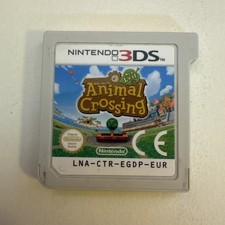 NINTENDO 3DS
Animal
Crossing
Nintendo
CE
LNA-CTR-EGDP-EUR